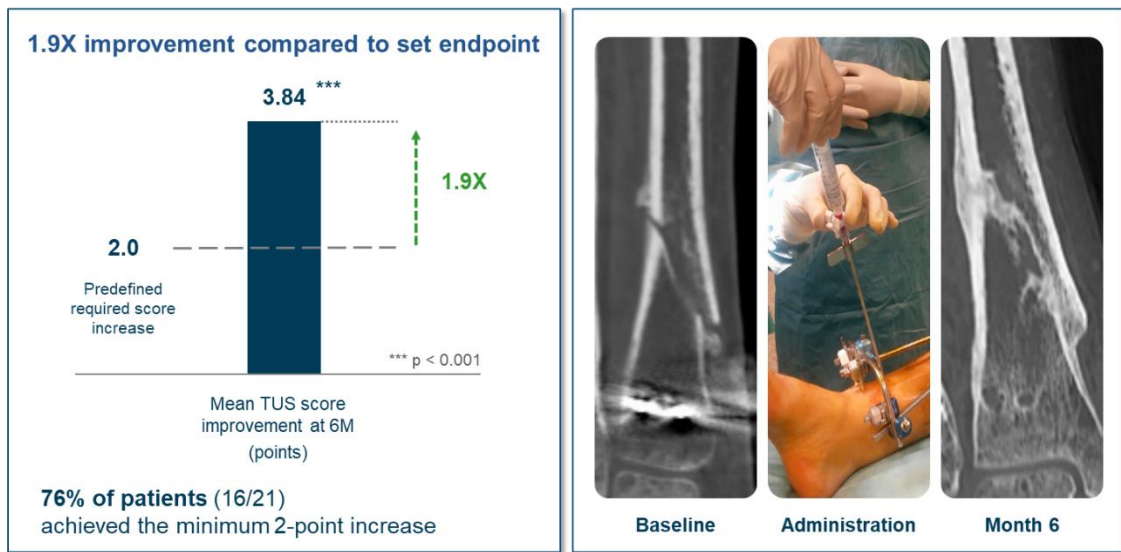 1.9X improvement compared to set endpoint
3.84 ***
1.9X
2.0
Predefined
required score
increase
*** p < 0.001
Mean TUS score
improvement at 6M
(points)
76% of patients (16/21)
achieved the minimum 2-point increase
Baseline
Administration
Month 6